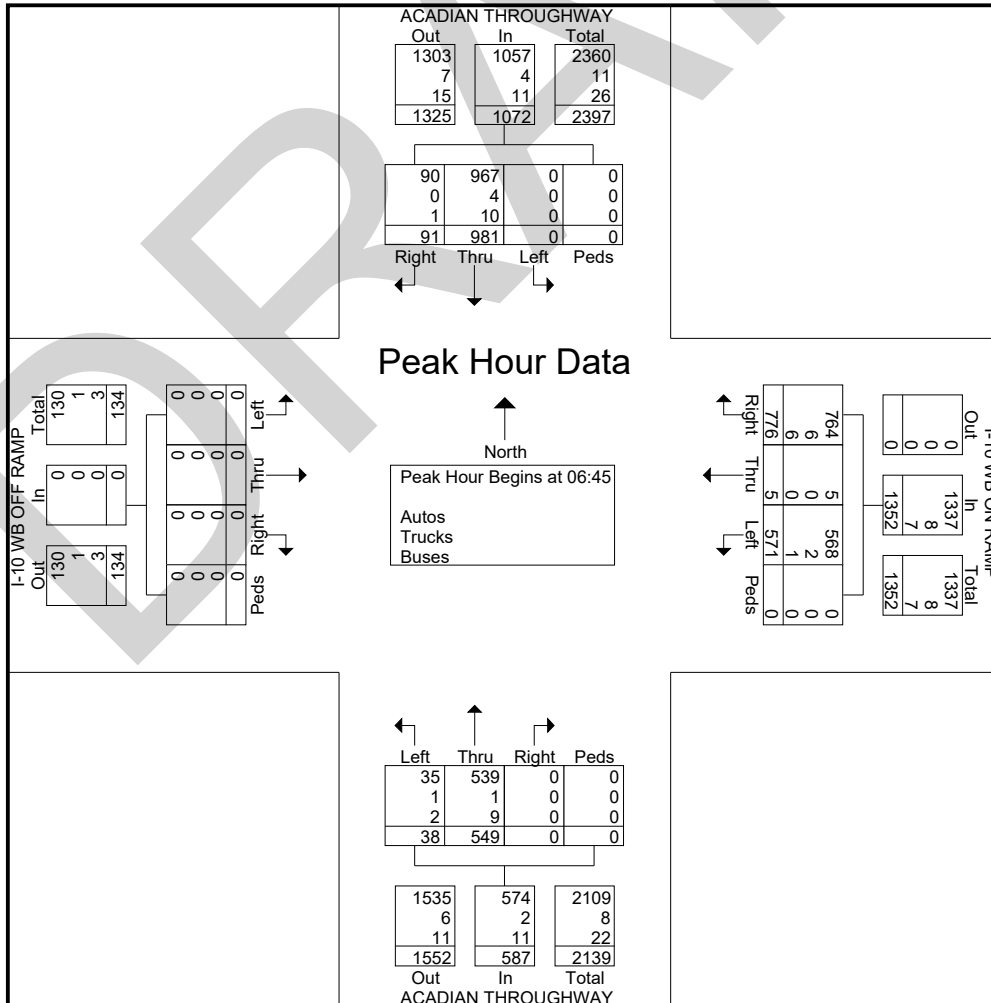 ACADIAN THROUGHWAY
Out In Total
1303 1057 2360
7 4 11
15 11 26
1325 1072 2397
90 967 0 0
0 4 0 0
1 10 0 0
91 981 0 0
Right Thru Left Peds
Peak Hour Data
North
Peak Hour Begins at 06:45
Autos
Trucks
Buses
I-10 WB OFF RAMP
Out In Total
130 0 130
1 0 1
3 0 3
134 0 134
Left Thru Right Peds
0 0 0 0
0 0 0 0
0 0 0 0
0 0 0 0
I-10 WB ON RAMP
Out In Total
0 1337 1337
0 8 8
0 7 7
0 1352 1352
764 5 568 0
6 0 2 0
6 0 1 0
776 5 571 0
Right Thru Left Peds
Left Thru Right Peds
35 539 0 0
1 1 0 0
2 9 0 0
38 549 0 0
1535 574 2109
6 2 8
11 11 22
1552 587 2139
Out In Total
ACADIAN THROUGHWAY
DRA